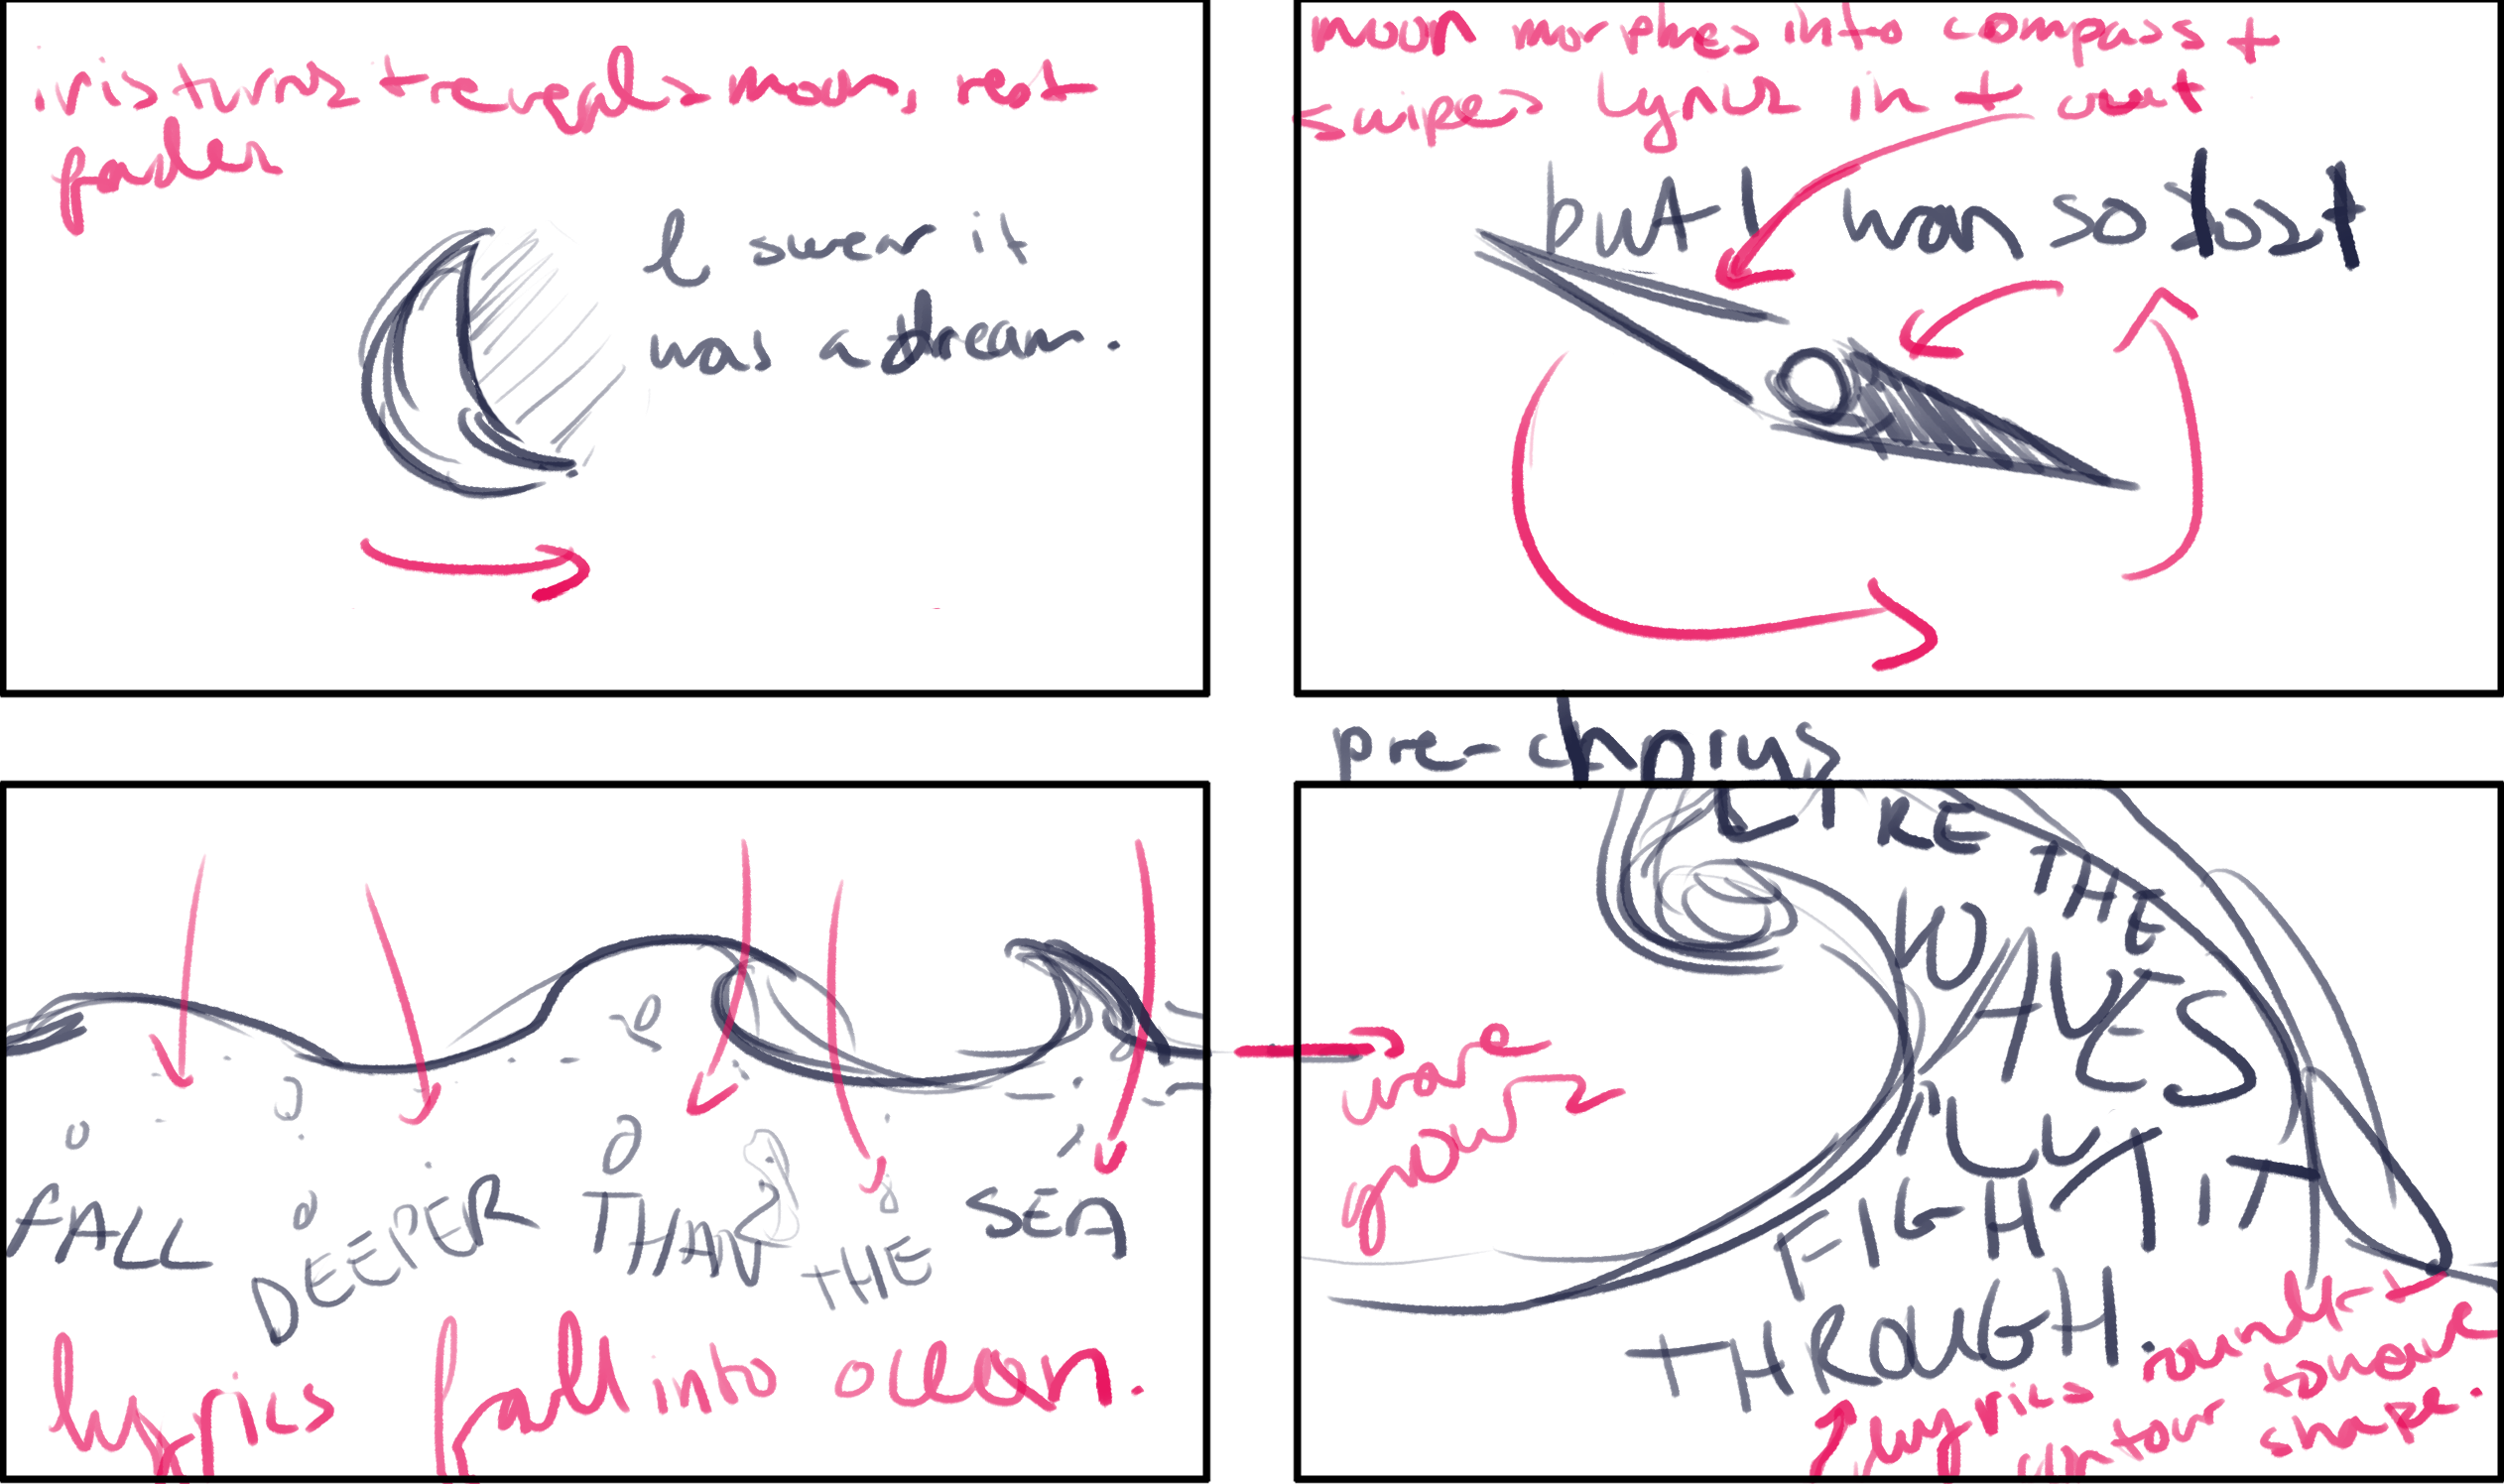 iris turns + reveals moon, rest
fades
I swear it
was a dream.
moon morphes into compass +
swipes lyrics in + out
but I was so lost
FALL DEEPER THAN THE SEA
lyrics fall into ocean.
pre-chorus
LIKE THE
WAVES
I'LL
FIGHT IT
THROUGH.
wave
grows
lyrics
contour to wave
shape.